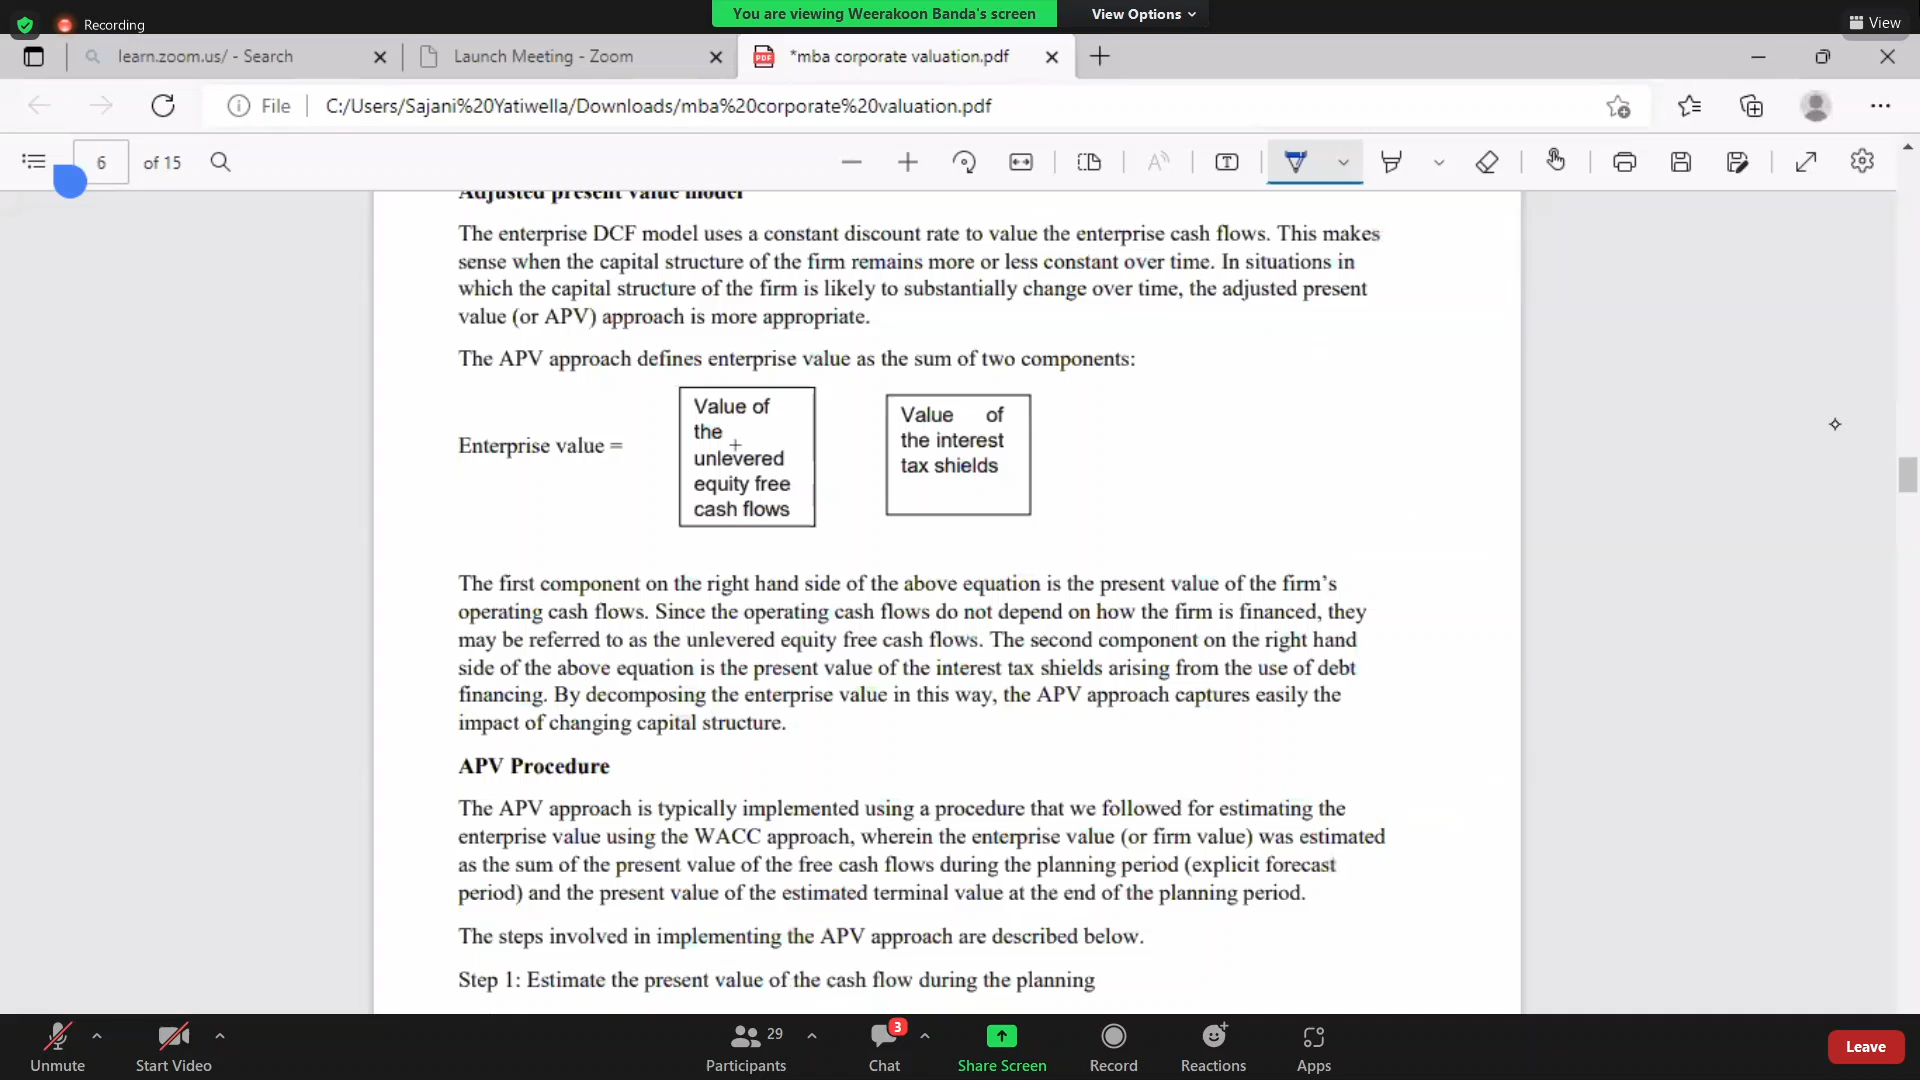 Recording
You are viewing Weerakoon Banda's screen
View Options
View
learn.zoom.us/ - Search
Launch Meeting - Zoom
*mba corporate valuation.pdf
File
C:/Users/Sajani%20Yatiwella/Downloads/mba%20corporate%20valuation.pdf
6 of 15
Adjusted present value model
The enterprise DCF model uses a constant discount rate to value the enterprise cash flows. This makes
sense when the capital structure of the firm remains more or less constant over time. In situations in
which the capital structure of the firm is likely to substantially change over time, the adjusted present
value (or APV) approach is more appropriate.
The APV approach defines enterprise value as the sum of two components:
Enterprise value =
Value of
the +
unlevered
equity free
cash flows
Value of
the interest
tax shields
The first component on the right hand side of the above equation is the present value of the firm's
operating cash flows. Since the operating cash flows do not depend on how the firm is financed, they
may be referred to as the unlevered equity free cash flows. The second component on the right hand
side of the above equation is the present value of the interest tax shields arising from the use of debt
financing. By decomposing the enterprise value in this way, the APV approach captures easily the
impact of changing capital structure.
APV Procedure
The APV approach is typically implemented using a procedure that we followed for estimating the
enterprise value using the WACC approach, wherein the enterprise value (or firm value) was estimated
as the sum of the present value of the free cash flows during the planning period (explicit forecast
period) and the present value of the estimated terminal value at the end of the planning period.
The steps involved in implementing the APV approach are described below.
Step 1: Estimate the present value of the cash flow during the planning
Unmute
Start Video
29
Participants
3
Chat
Share Screen
Record
Reactions
Apps
Leave